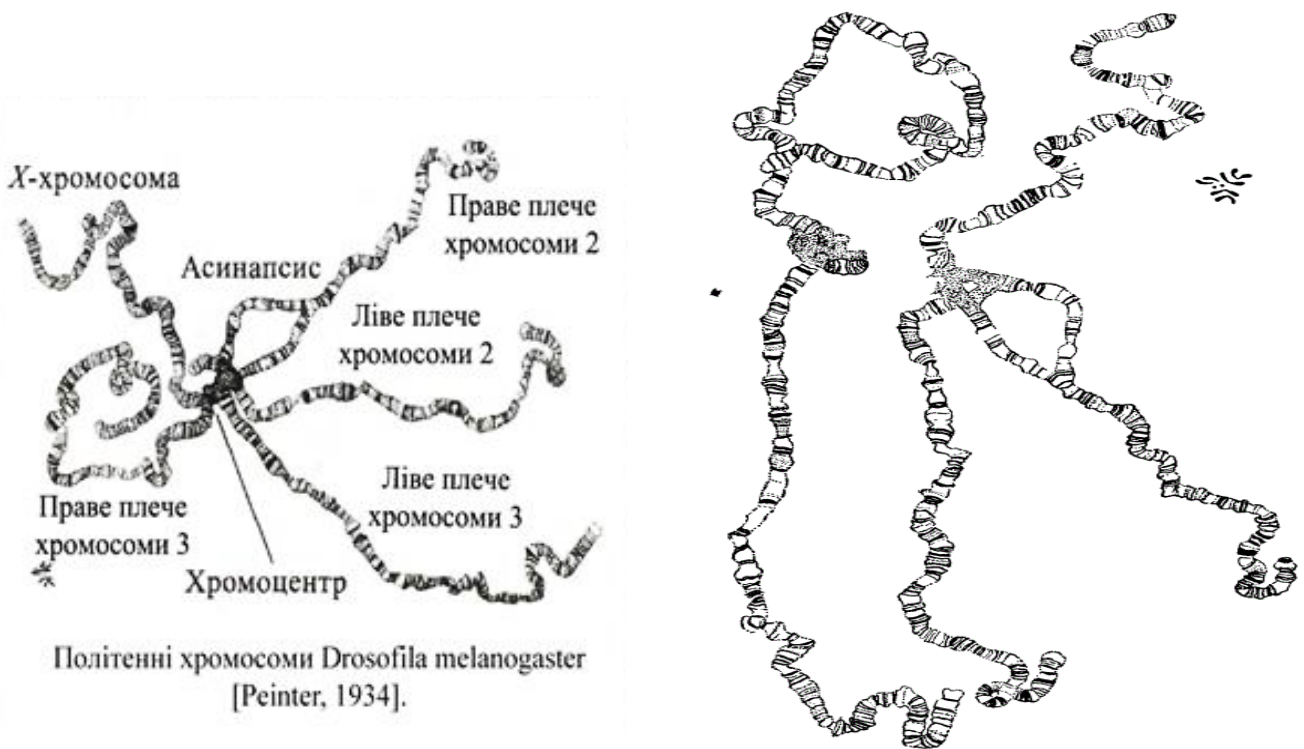 X-хромосома
Праве плече
хромосоми 2
Асинапсис
Ліве плече
хромосоми 2
Ліве плече
хромосоми 3
Праве плече
хромосоми 3
Хромоцентр
Політенні хромосоми Drosofila melanogaster
[Peinter, 1934].